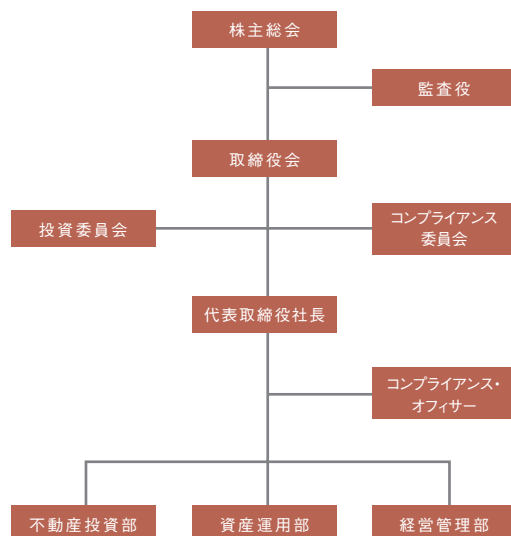 株主総会
監査役
取締役会
投資委員会
コンプライアンス
委員会
代表取締役社長
コンプライアンス・
オフィサー
不動産投資部
資産運用部
経営管理部